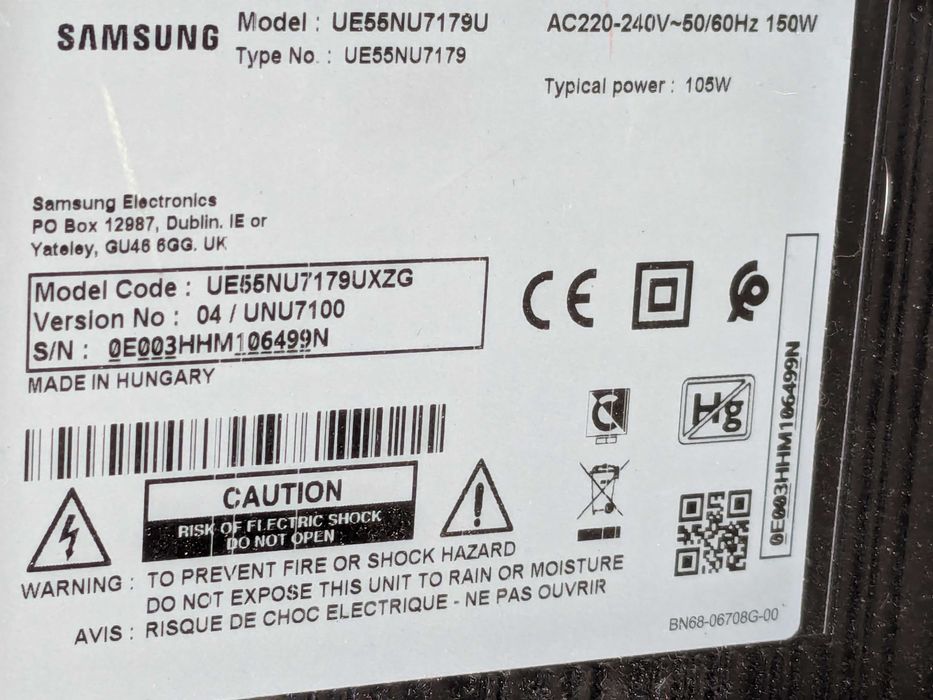 SAMSUNG
Model : UE55NU7179U
Type No. : UE55NU7179
AC220-240V~50/60Hz 150W
Typical power : 105W
Samsung Electronics
PO Box 12987, Dublin. IE or
Yateley, GU46 6GG. UK
Model Code : UE55NU7179UXZG
Version No : 04 / UNU7100
S/N : 0E003HHM106499N
MADE IN HUNGARY
CE
Hg
0E003HHM106499N
CAUTION
RISK OF ELECTRIC SHOCK
DO NOT OPEN
WARNING : TO PREVENT FIRE OR SHOCK HAZARD
DO NOT EXPOSE THIS UNIT TO RAIN OR MOISTURE
AVIS : RISQUE DE CHOC ELECTRIQUE - NE PAS OUVRIR
BN68-06708G-00